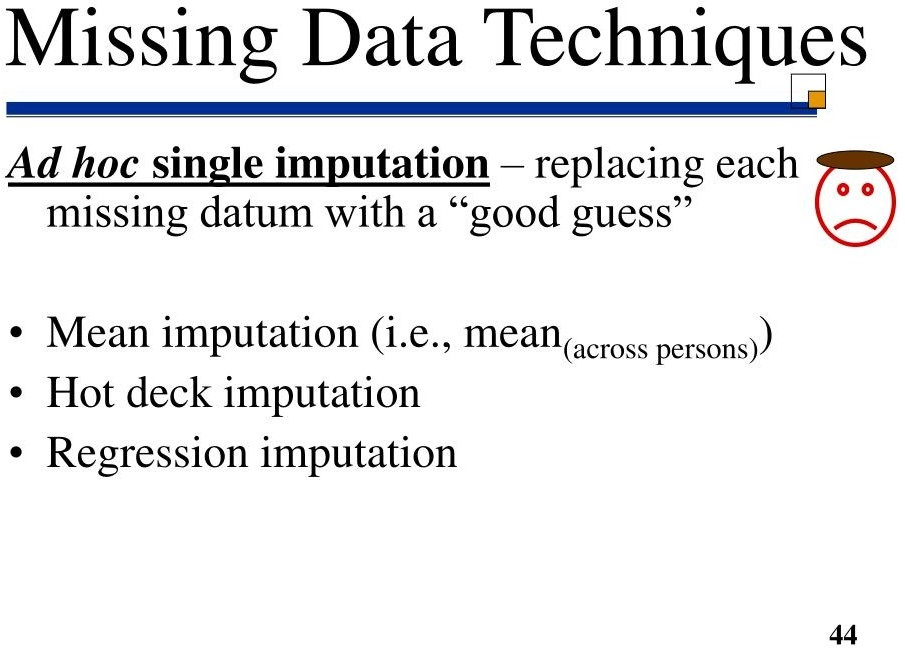 Missing Data Techniques
Ad hoc single imputation – replacing each
missing datum with a “good guess”
• Mean imputation (i.e., mean(across persons))
• Hot deck imputation
• Regression imputation
44